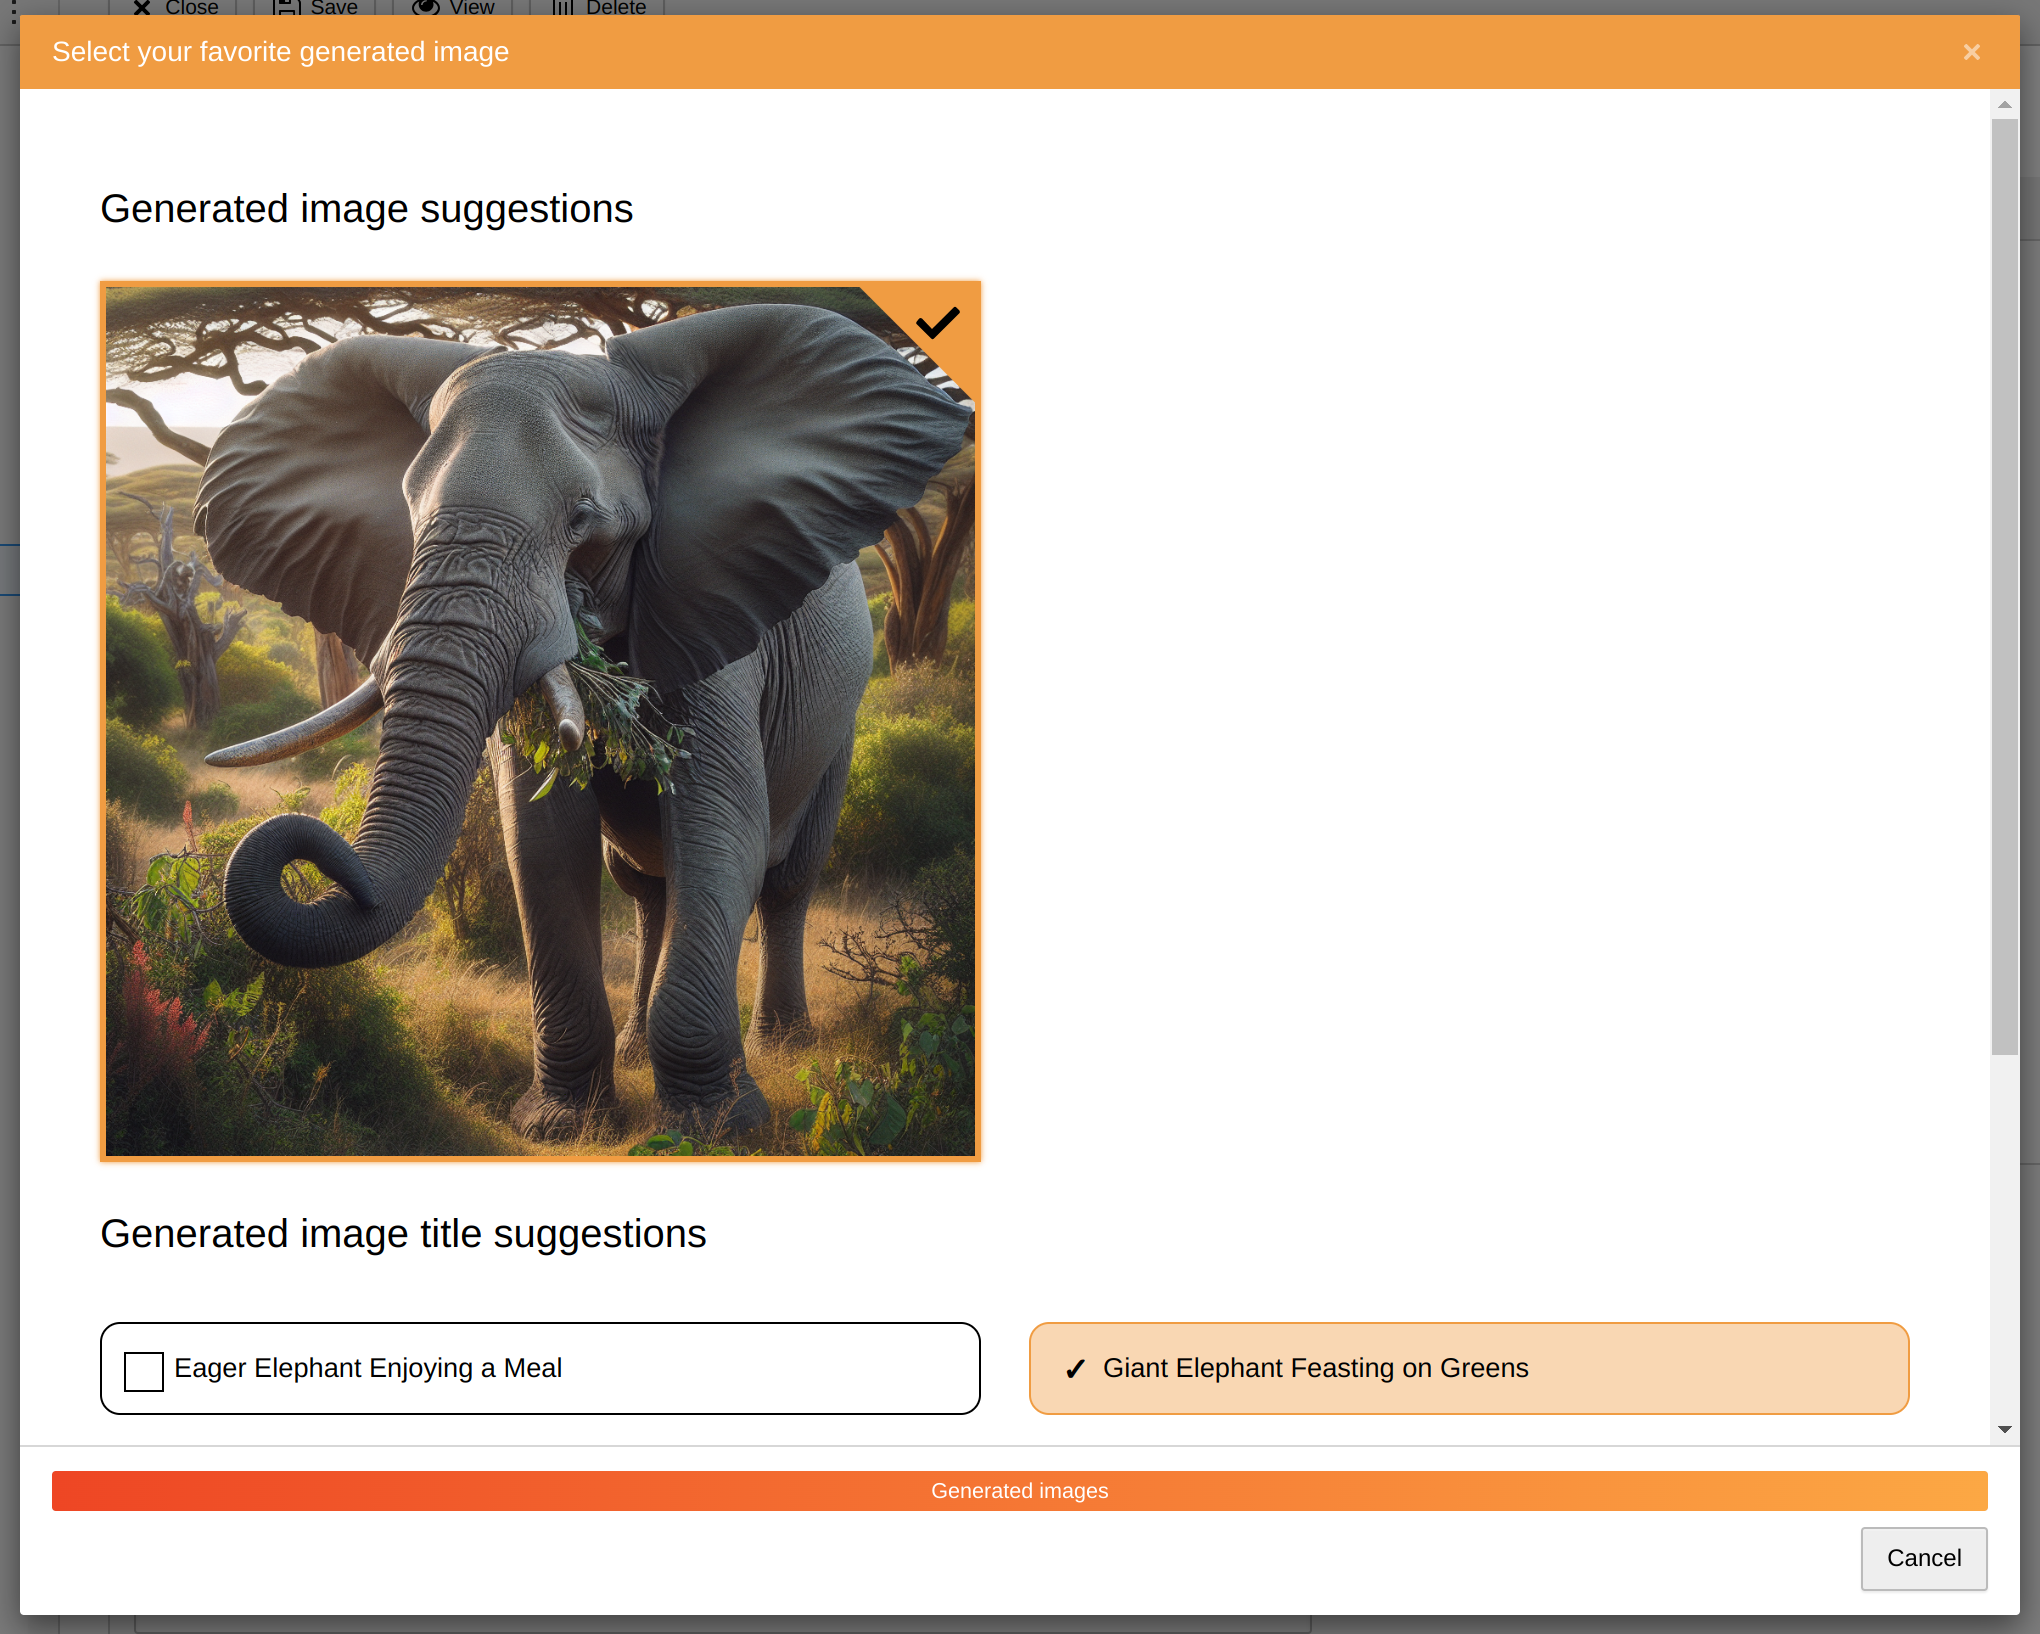 Close Save View Delete
Select your favorite generated image
Generated image suggestions
Generated image title suggestions
Eager Elephant Enjoying a Meal
Giant Elephant Feasting on Greens
Generated images
Cancel